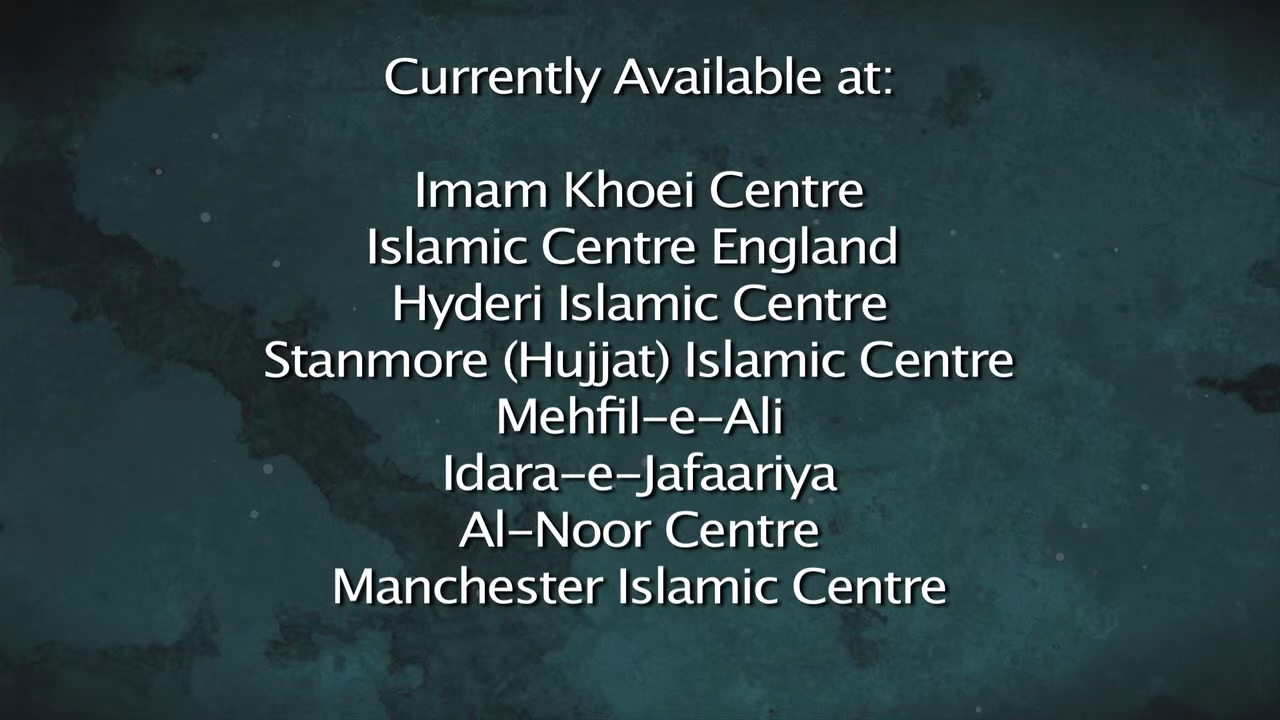 Currently Available at:
Imam Khoei Centre
Islamic Centre England
Hyderi Islamic Centre
Stanmore (Hujjat) Islamic Centre
Mehfil-e-Ali
Idara-e-Jafaariya
Al-Noor Centre
Manchester Islamic Centre